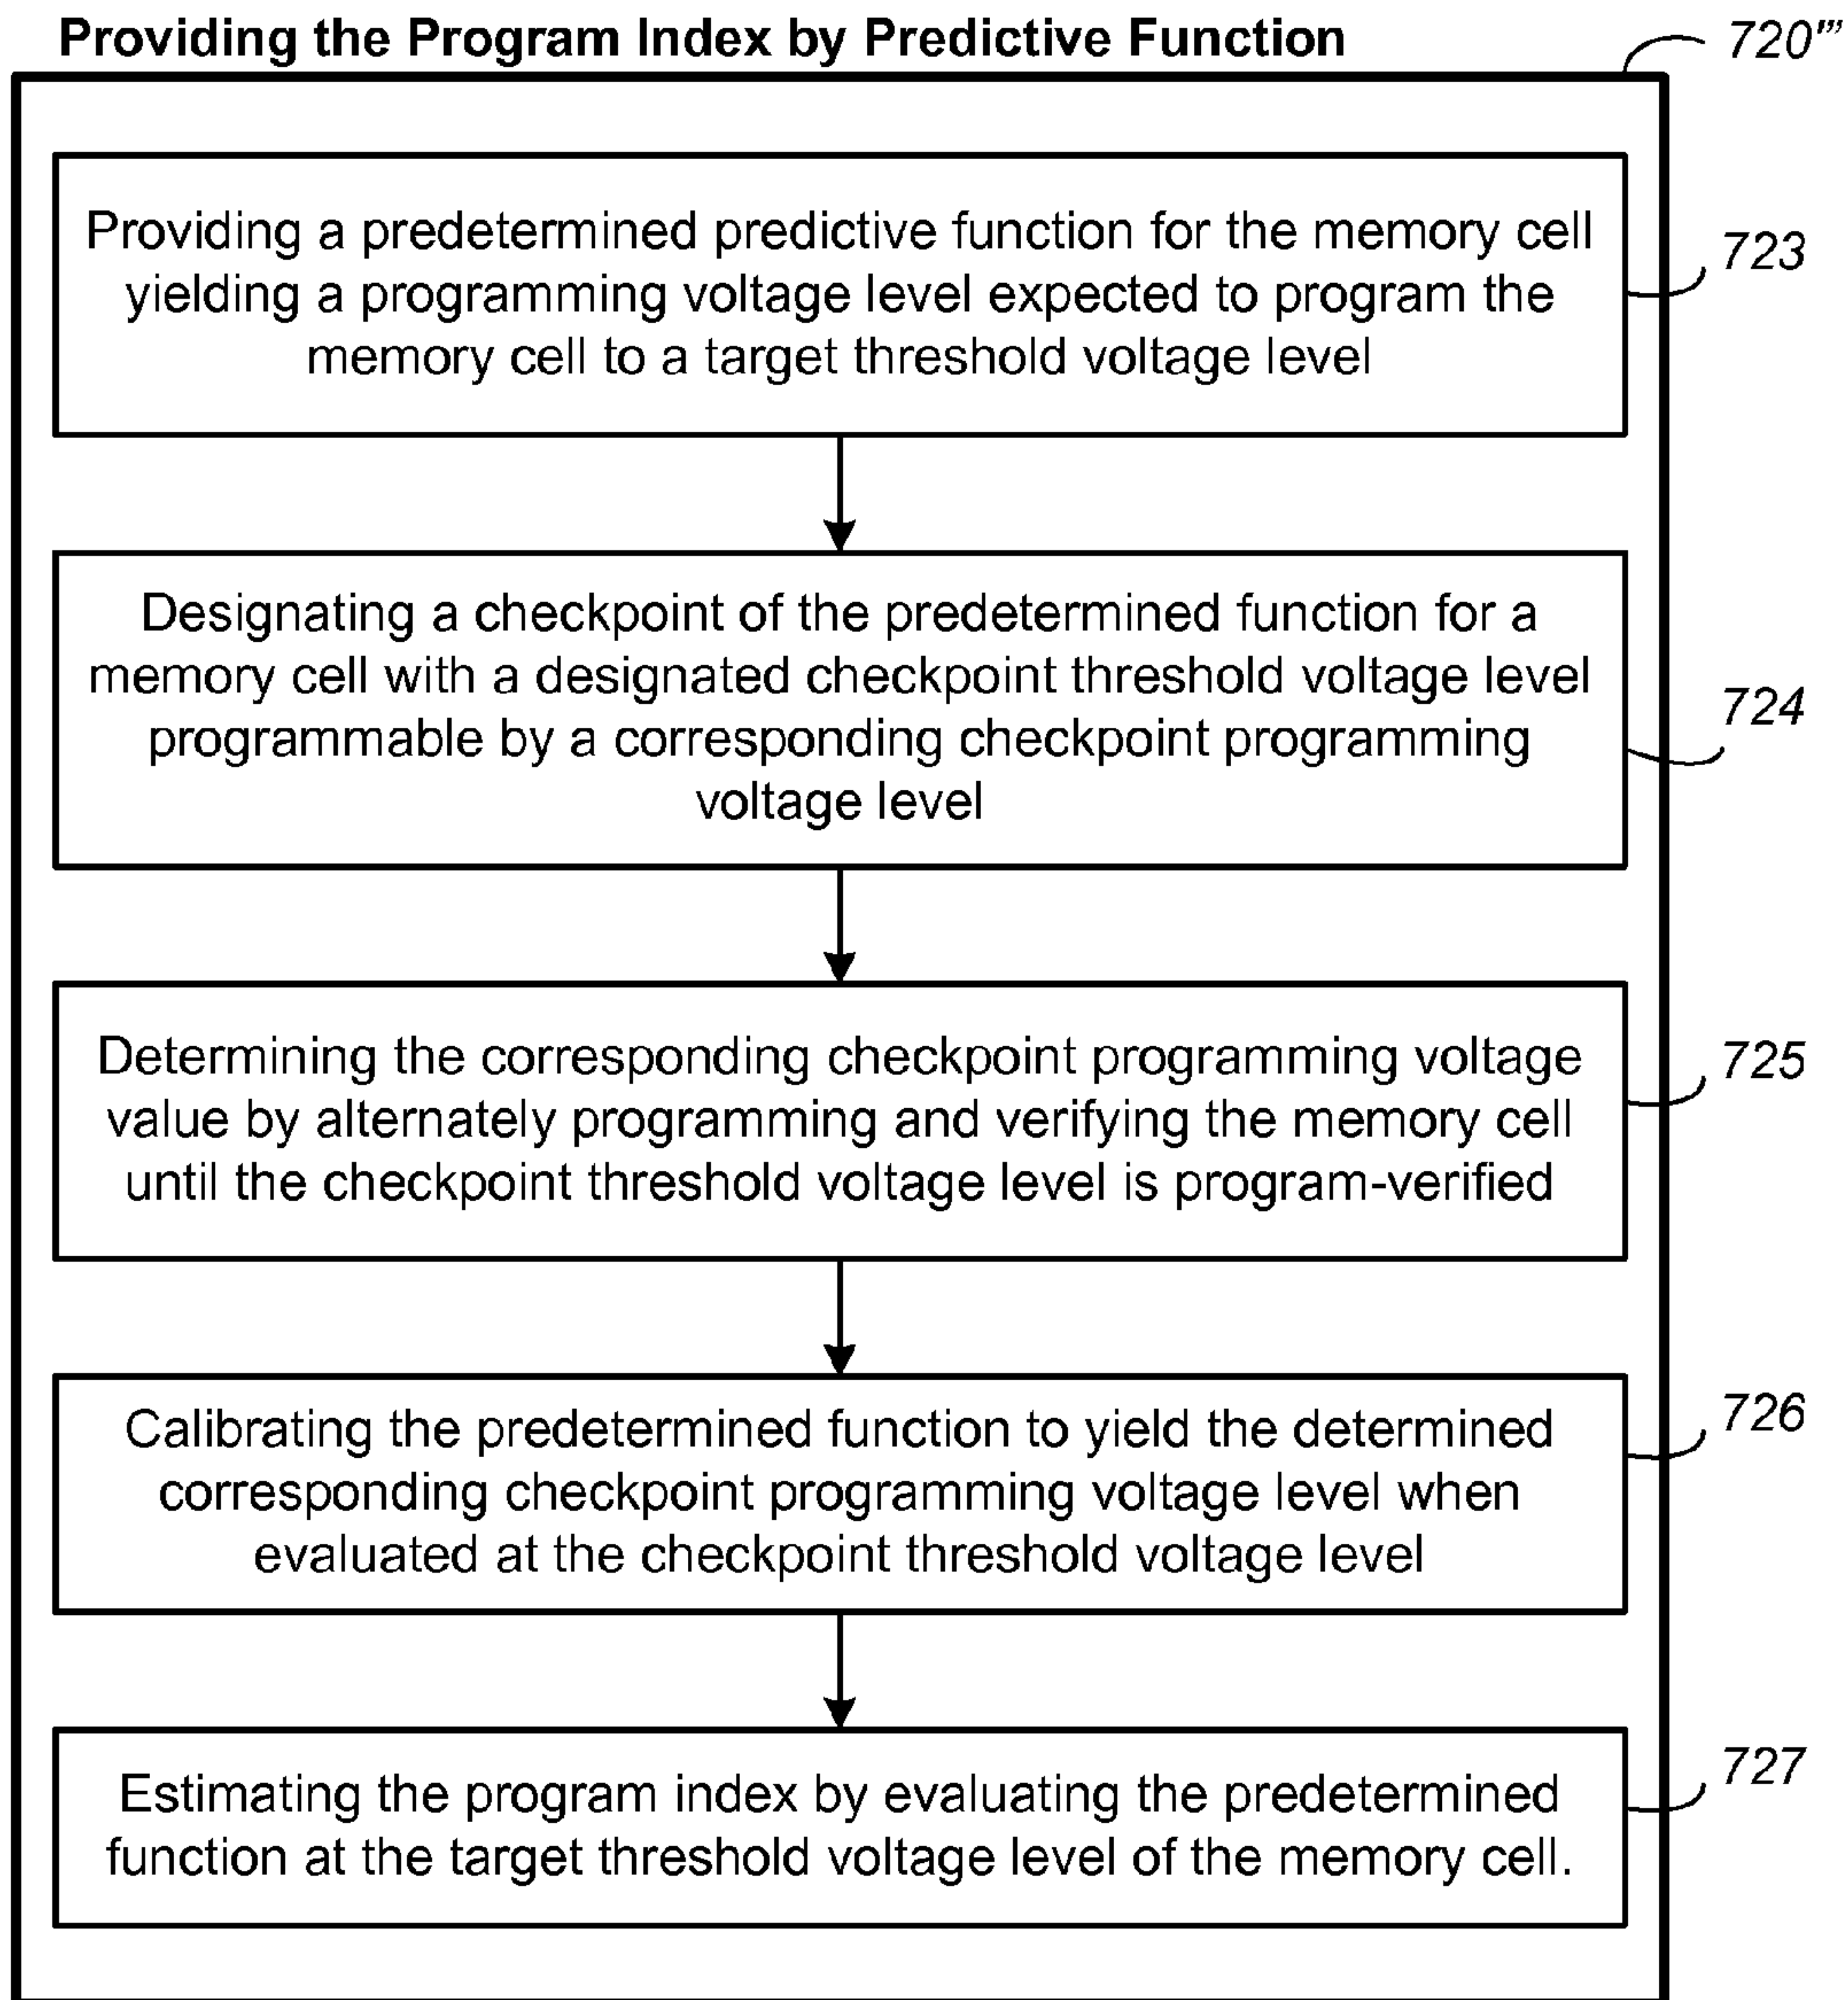 Providing the Program Index by Predictive Function
720'''
Providing a predetermined predictive function for the memory cell
yielding a programming voltage level expected to program the
memory cell to a target threshold voltage level
723
Designating a checkpoint of the predetermined function for a
memory cell with a designated checkpoint threshold voltage level
programmable by a corresponding checkpoint programming
voltage level
724
Determining the corresponding checkpoint programming voltage
value by alternately programming and verifying the memory cell
until the checkpoint threshold voltage level is program-verified
725
Calibrating the predetermined function to yield the determined
corresponding checkpoint programming voltage level when
evaluated at the checkpoint threshold voltage level
726
Estimating the program index by evaluating the predetermined
function at the target threshold voltage level of the memory cell.
727